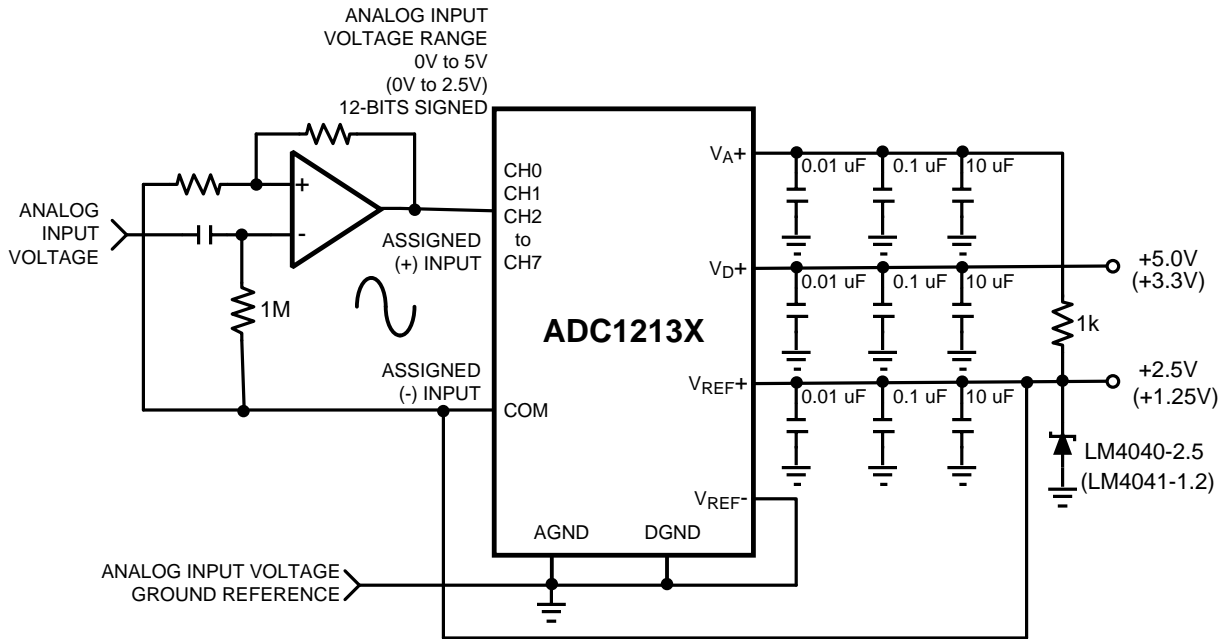 ANALOG INPUT
VOLTAGE RANGE
0V to 5V
(0V to 2.5V)
12-BITS SIGNED
+
-
ANALOG
INPUT
VOLTAGE
1M
CH0
CH1
CH2
to
CH7
ASSIGNED
(+) INPUT
ASSIGNED
(-) INPUT
COM
ADC1213X
VA+
0.01 uF
0.1 uF
10 uF
VD+
0.01 uF
0.1 uF
10 uF
+5.0V
(+3.3V)
1k
VREF+
0.01 uF
0.1 uF
10 uF
+2.5V
(+1.25V)
LM4040-2.5
(LM4041-1.2)
VREF-
AGND
DGND
ANALOG INPUT VOLTAGE
GROUND REFERENCE